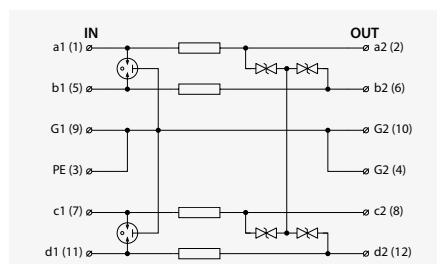 IN OUT
a1 (1) a2 (2)
b1 (5) b2 (6)
G1 (9) G2 (10)
PE (3) G2 (4)
c1 (7) c2 (8)
d1 (11) d2 (12)